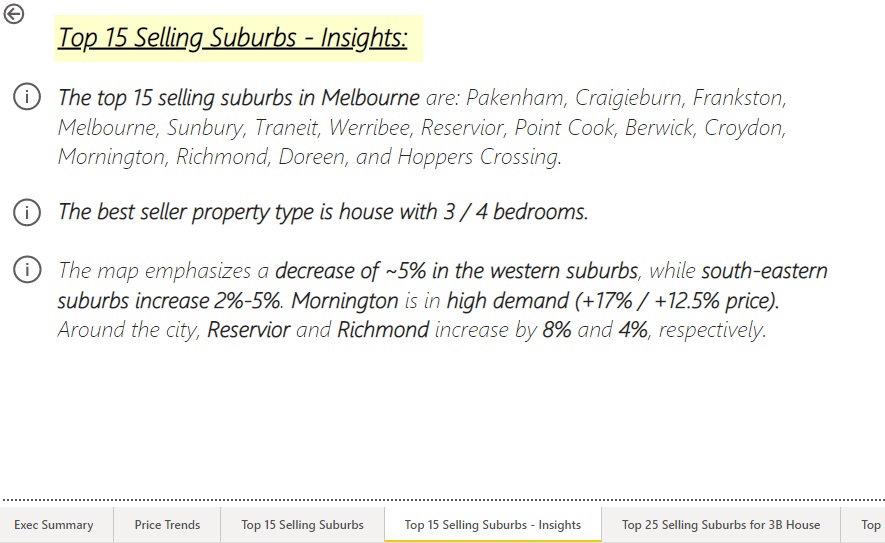 Top 15 Selling Suburbs - Insights:
The top 15 selling suburbs in Melbourne are: Pakenham, Craigieburn, Frankston,
Melbourne, Sunbury, Traneit, Werribee, Reservior, Point Cook, Berwick, Croydon,
Mornington, Richmond, Doreen, and Hoppers Crossing.
The best seller property type is house with 3 / 4 bedrooms.
The map emphasizes a decrease of ~5% in the western suburbs, while south-eastern
suburbs increase 2%-5%. Mornington is in high demand (+17% / +12.5% price).
Around the city, Reservior and Richmond increase by 8% and 4%, respectively.
Exec Summary Price Trends Top 15 Selling Suburbs Top 15 Selling Suburbs - Insights Top 25 Selling Suburbs for 3B House Top